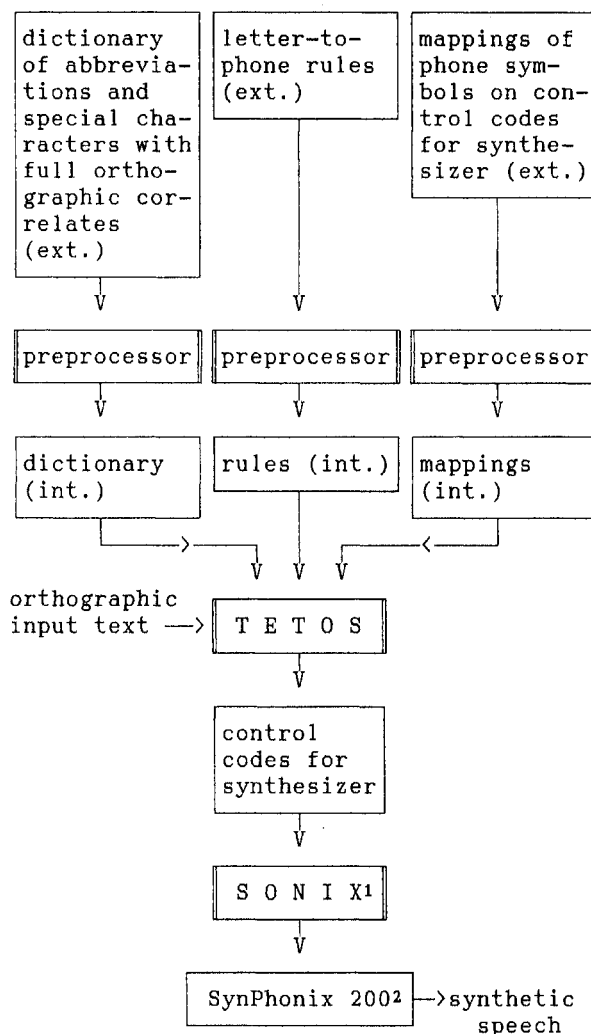 dictionary
of abbrevia-
tions and
special cha-
racters with
full ortho-
graphic cor-
relates
(ext.)
letter-to-
phone rules
(ext.)
mappings of
phone sym-
bols on con-
trol codes
for synthe-
sizer (ext.)
V
V
V
preprocessor
preprocessor
preprocessor
V
V
V
dictionary
(int.)
rules (int.)
mappings
(int.)
> V V V <
orthographic
input text —> T E T O S
V
control
codes for
synthesizer
V
S O N I X1
V
SynPhonix 2002 —> synthetic
speech